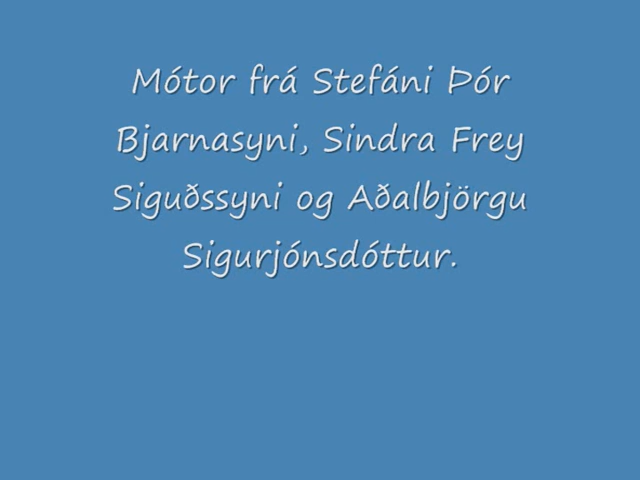 Mótor frá Stefáni Þór
Bjarnasyni, Sindra Frey
Siguðssyni og Aðalbjörgu
Sigurjónsdóttur.